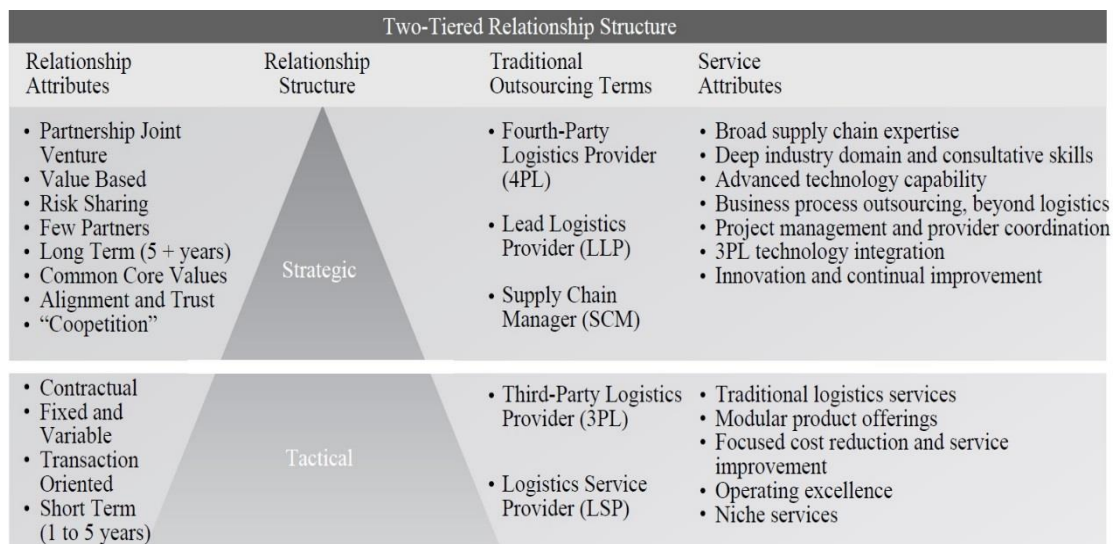 Two-Tiered Relationship Structure
Relationship
Attributes
Relationship
Structure
Traditional
Outsourcing Terms
Service
Attributes
• Partnership Joint
Venture
• Value Based
• Risk Sharing
• Few Partners
• Long Term (5 + years)
• Common Core Values
• Alignment and Trust
• “Coopetition”
Strategic
• Fourth-Party
Logistics Provider
(4PL)
• Lead Logistics
Provider (LLP)
• Supply Chain
Manager (SCM)
• Broad supply chain expertise
• Deep industry domain and consultative skills
• Advanced technology capability
• Business process outsourcing, beyond logistics
• Project management and provider coordination
• 3PL technology integration
• Innovation and continual improvement
• Contractual
• Fixed and
Variable
• Transaction
Oriented
• Short Term
(1 to 5 years)
Tactical
• Third-Party Logistics
Provider (3PL)
• Logistics Service
Provider (LSP)
• Traditional logistics services
• Modular product offerings
• Focused cost reduction and service
improvement
• Operating excellence
• Niche services